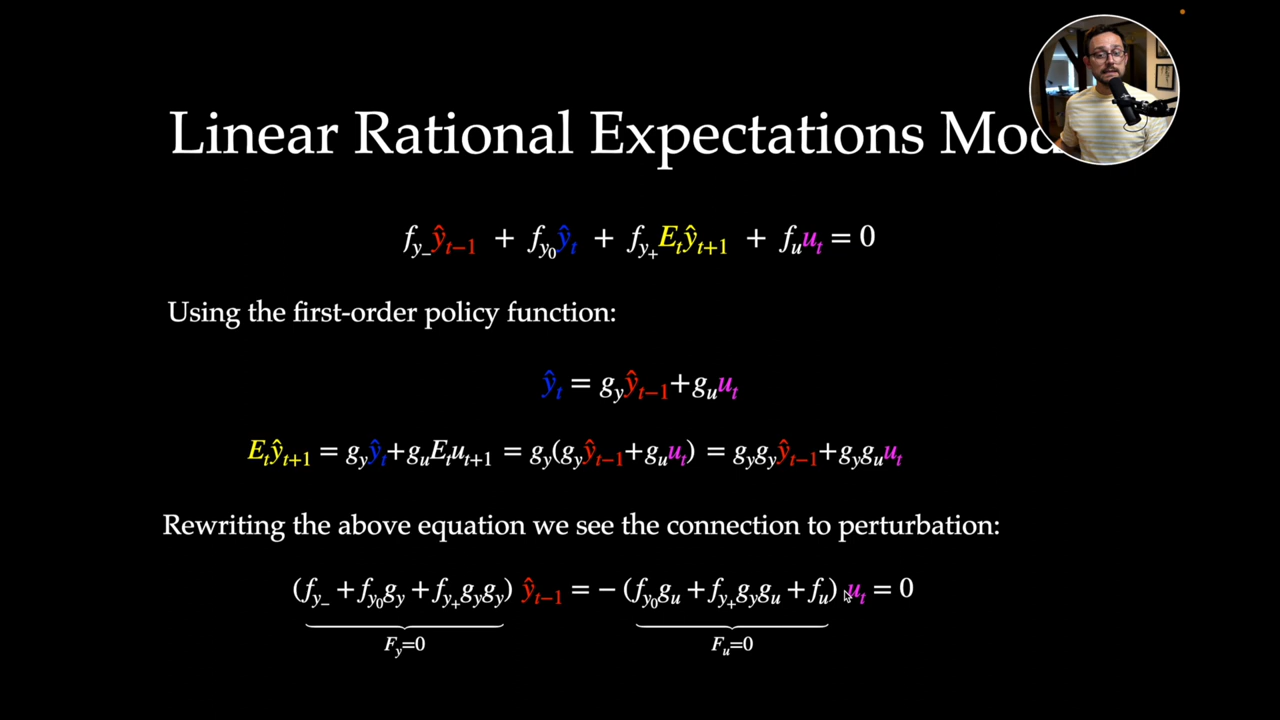 Linear Rational Expectations Mod
f_{y_-} ŷ_{t−1} + f_{y_0} ŷ_t + f_{y_+} E_t ŷ_{t+1} + f_u u_t = 0
Using the first-order policy function:
ŷ_t = g_y ŷ_{t−1} + g_u u_t
E_t ŷ_{t+1} = g_y ŷ_t + g_u E_t u_{t+1} = g_y (g_y ŷ_{t−1} + g_u u_t) = g_y g_y ŷ_{t−1} + g_y g_u u_t
Rewriting the above equation we see the connection to perturbation:
(f_{y_-} + f_{y_0} g_y + f_{y_+} g_y g_y) ŷ_{t−1} = − (f_{y_0} g_u + f_{y_+} g_y g_u + f_u) u_t = 0
F_y=0 F_u=0